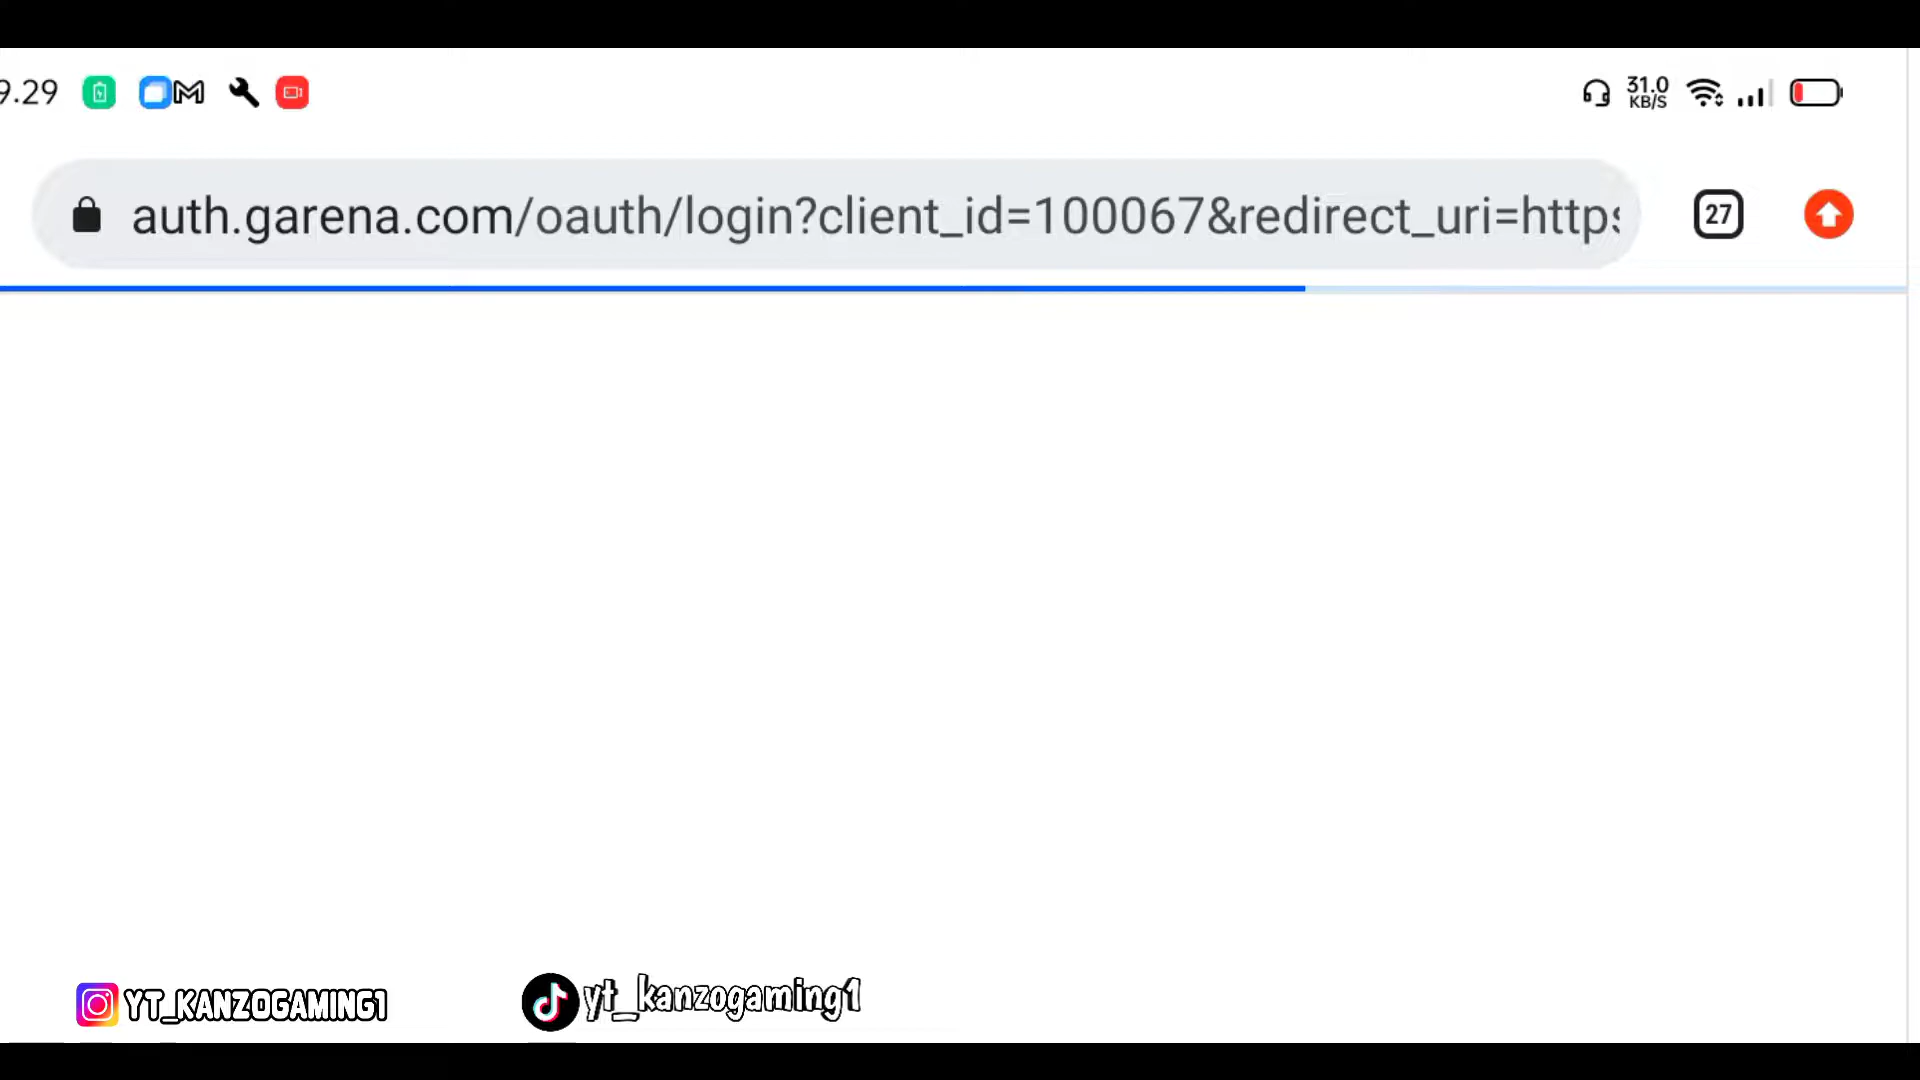 9.29
31.0
KB/S
auth.garena.com/oauth/login?client_id=100067&redirect_uri=https
27
YT_KANZOGAMING1
yt_kanzogaming1